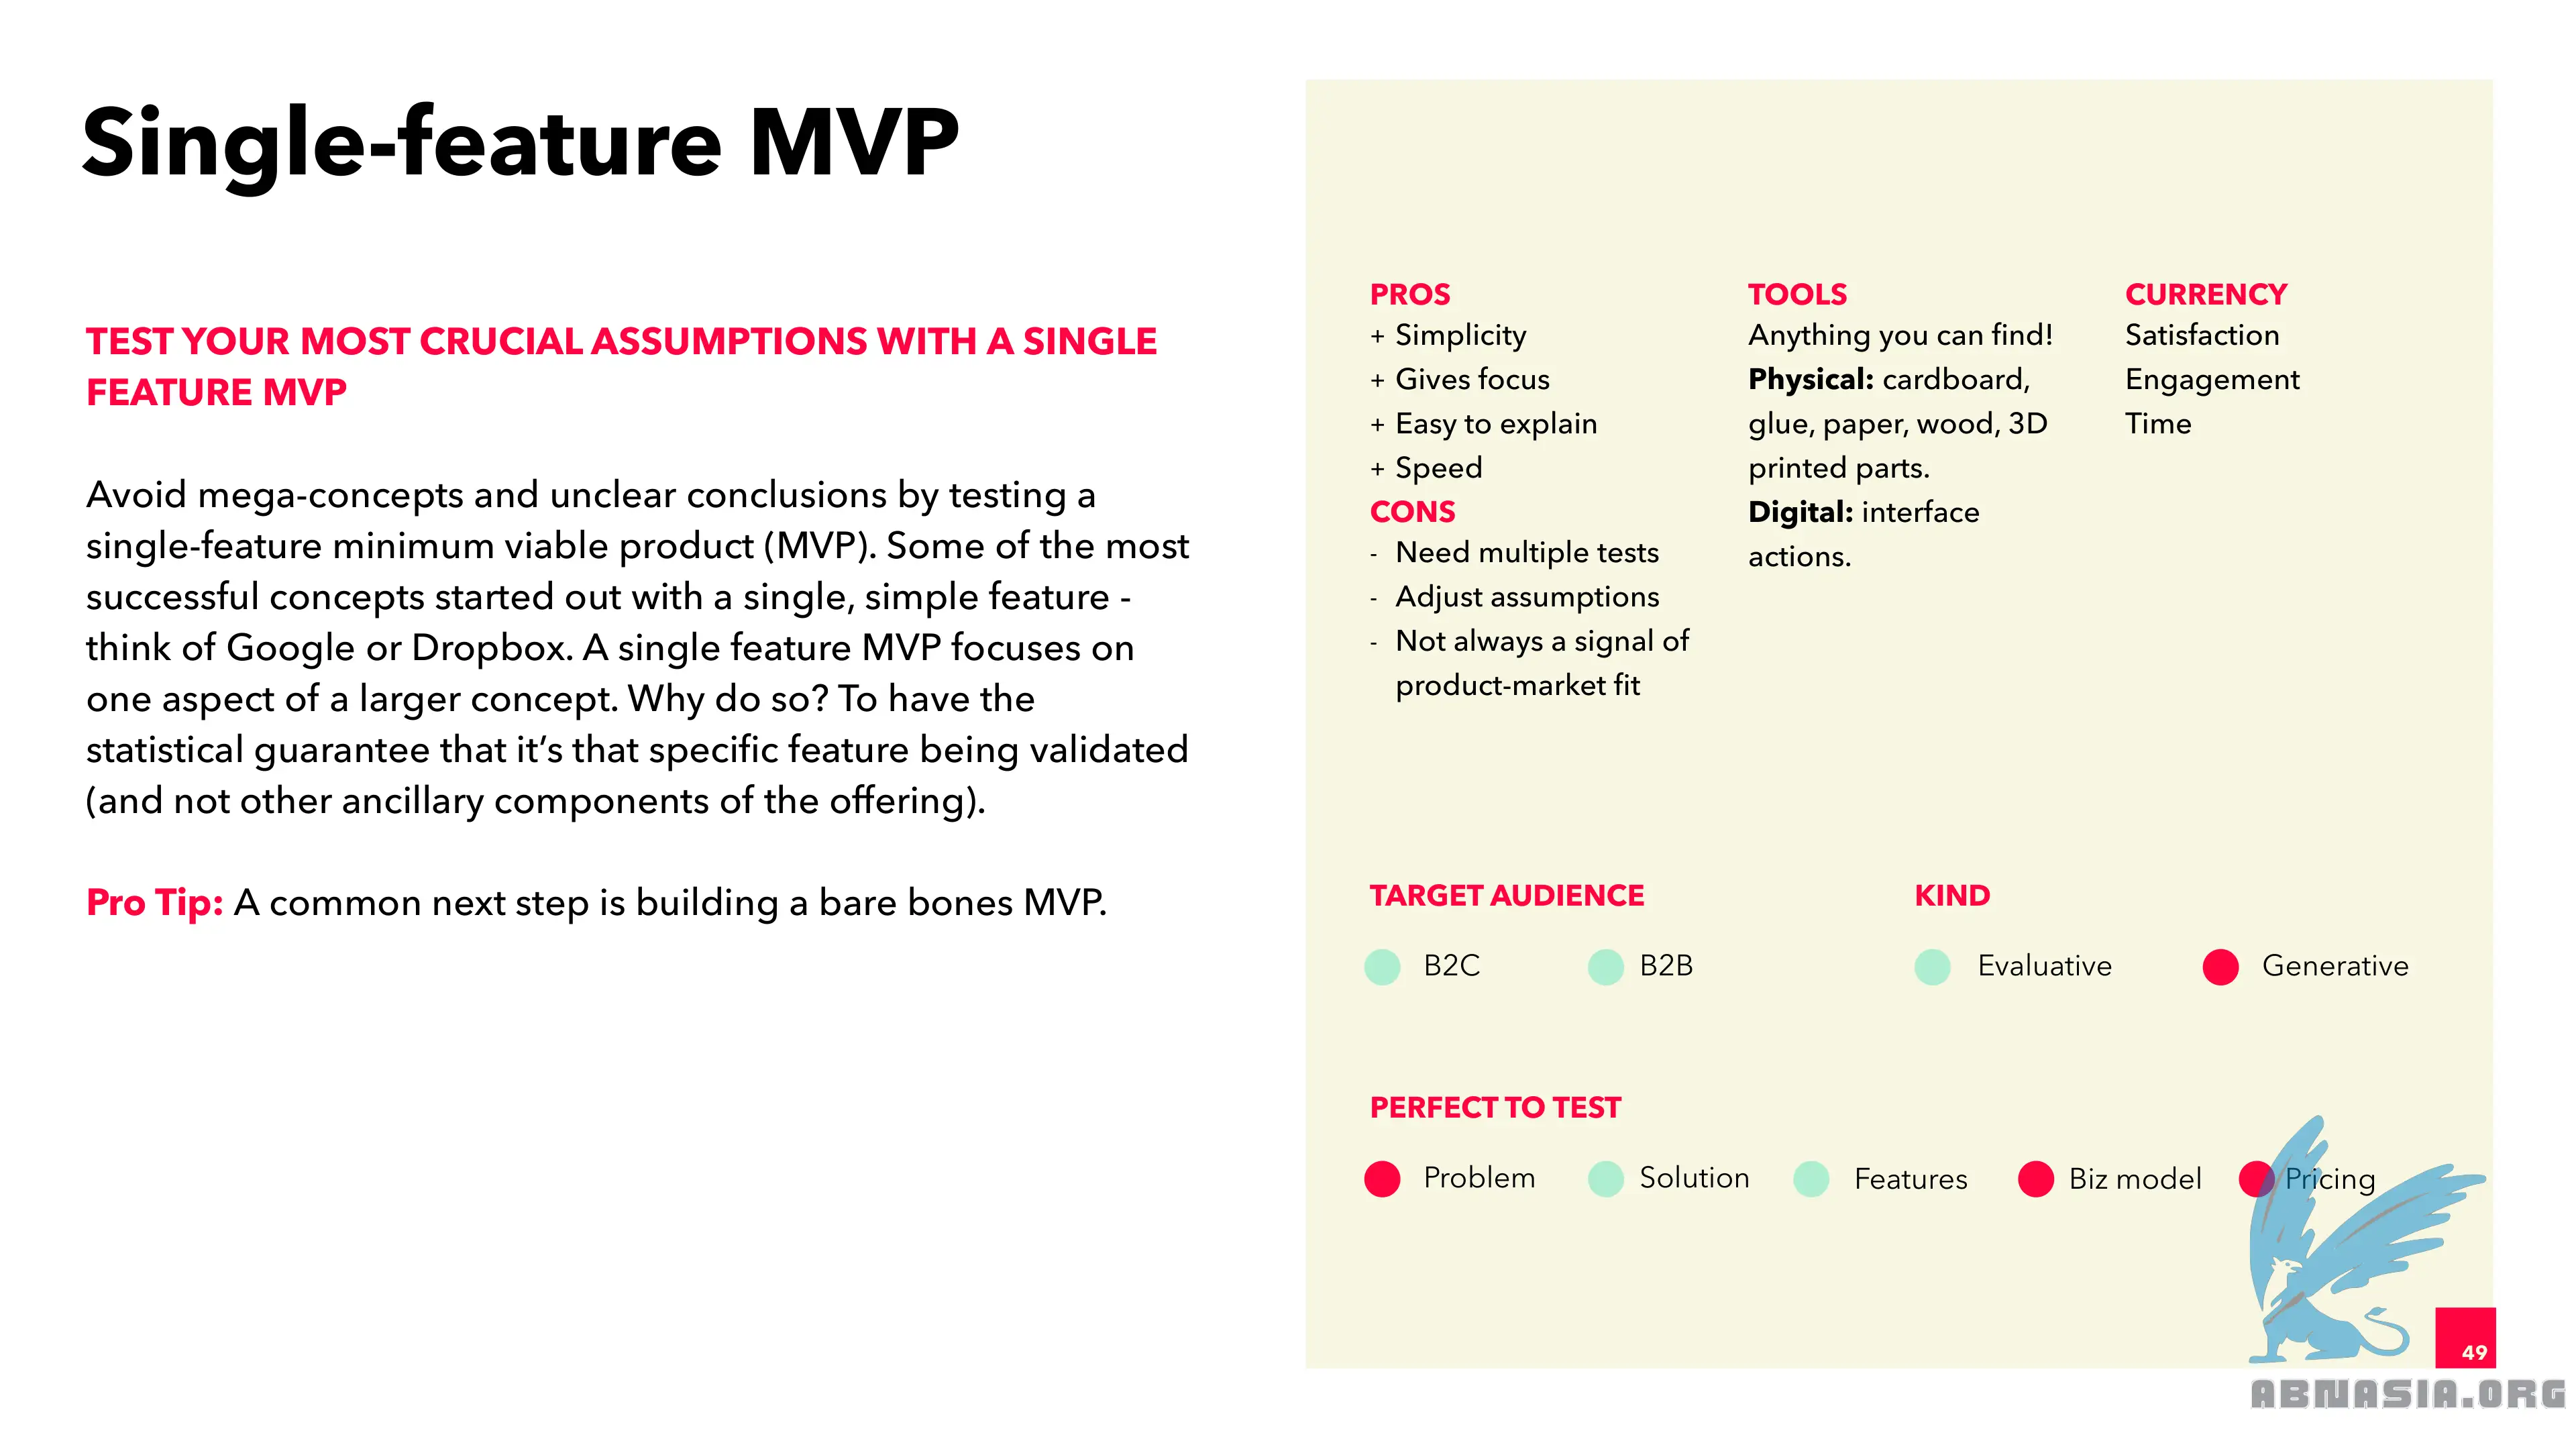 Single-feature MVP
TEST YOUR MOST CRUCIAL ASSUMPTIONS WITH A SINGLE
FEATURE MVP
Avoid mega-concepts and unclear conclusions by testing a
single-feature minimum viable product (MVP). Some of the most
successful concepts started out with a single, simple feature -
think of Google or Dropbox. A single feature MVP focuses on
one aspect of a larger concept. Why do so? To have the
statistical guarantee that it’s that specific feature being validated
(and not other ancillary components of the offering).
Pro Tip: A common next step is building a bare bones MVP.
PROS
+ Simplicity
+ Gives focus
+ Easy to explain
+ Speed
CONS
- Need multiple tests
- Adjust assumptions
- Not always a signal of
product-market fit
TOOLS
Anything you can find!
Physical: cardboard,
glue, paper, wood, 3D
printed parts.
Digital: interface
actions.
CURRENCY
Satisfaction
Engagement
Time
TARGET AUDIENCE
B2C B2B
KIND
Evaluative Generative
PERFECT TO TEST
Problem Solution Features Biz model Pricing
49
ABNASIA.ORG